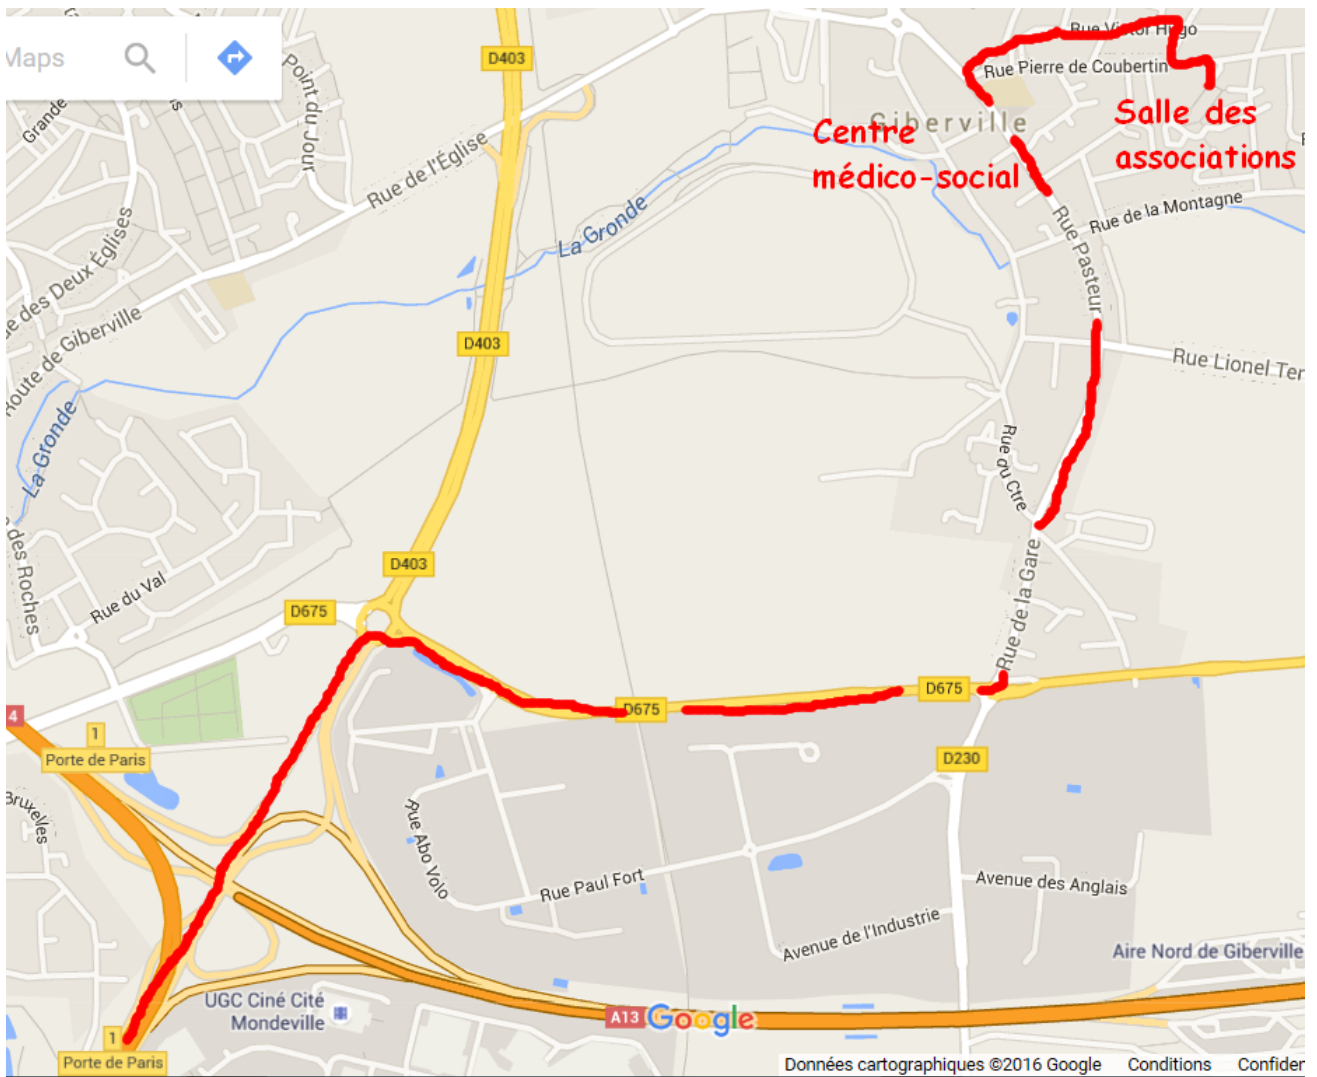 Maps
D403
Rue Victor Hugo
Rue Pierre de Coubertin
Point du Jour
Grande
Giberville
Salle des
associations
Centre
médico-social
Rue de l'Église
Rue Pasteur
Rue de la Montagne
La Gronde
des Deux Églises
Route de Giberville
D403
Rue Lionel Ter
La Gronde
Rue du Ctre
des Roches
Rue du Val
D403
D675
Rue de la Gare
D675
D675
4
1
Porte de Paris
D230
Bruxelles
Rue Abo Volo
Rue Paul Fort
Avenue des Anglais
Avenue de l'Industrie
Aire Nord de Giberville
UGC Ciné Cité
Mondeville
A13
Google
1
Porte de Paris
Données cartographiques ©2016 Google
Conditions
Confiden